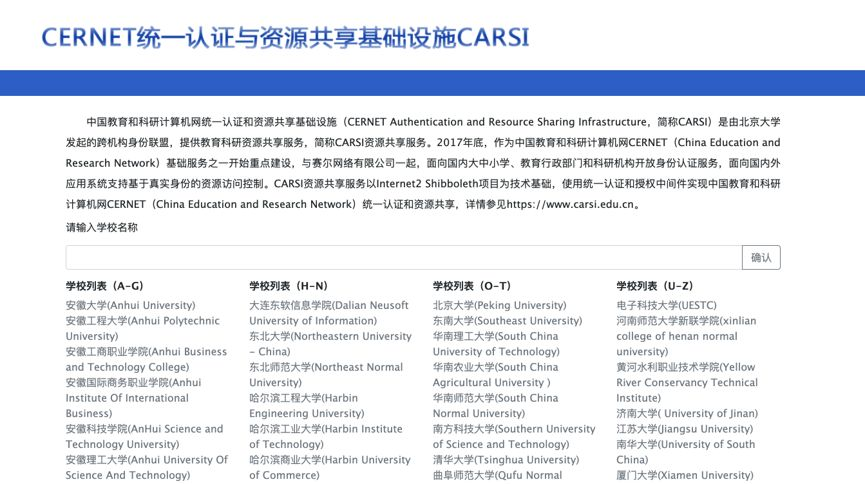 CERNET统一认证与资源共享基础设施CARSI
中国教育和科研计算机网统一认证和资源共享基础设施（CERNET Authentication and Resource Sharing Infrastructure，简称CARSI）是由北京大学
发起的跨机构身份联盟，提供教育科研资源共享服务，简称CARSI资源共享服务。2017年底，作为中国教育和科研计算机网CERNET（China Education and
Research Network）基础服务之一开始重点建设，与赛尔网络有限公司一起，面向国内大中小学、教育行政部门和科研机构开放身份认证服务，面向国内外
应用系统支持基于真实身份的资源访问控制。CARSI资源共享服务以Internet2 Shibboleth项目为技术基础，使用统一认证和授权中间件实现中国教育和科研
计算机网CERNET（China Education and Research Network）统一认证和资源共享，详情参见https://www.carsi.edu.cn。
请输入学校名称
确认
学校列表（A-G）
安徽大学(Anhui University)
安徽工程大学(Anhui Polytechnic
University)
安徽工商职业学院(Anhui Business
and Technology College)
安徽国际商务职业学院(Anhui
Institute Of International
Business)
安徽科技学院(AnHui Science and
Technology University)
安徽理工大学(Anhui University Of
Science And Technology)
学校列表（H-N）
大连东软信息学院(Dalian Neusoft
University of Information)
东北大学(Northeastern University
- China)
东北师范大学(Northeast Normal
University)
哈尔滨工程大学(Harbin
Engineering University)
哈尔滨工业大学(Harbin Institute
of Technology)
哈尔滨商业大学(Harbin University
of Commerce)
学校列表（O-T）
北京大学(Peking University)
东南大学(Southeast University)
华南理工大学(South China
University of Technology)
华南农业大学(South China
Agricultural University )
华南师范大学(South China
Normal University)
南方科技大学(Southern University
of Science and Technology)
清华大学(Tsinghua University)
曲阜师范大学(Qufu Normal
学校列表（U-Z）
电子科技大学(UESTC)
河南师范大学新联学院(xinlian
college of henan normal
university)
黄河水利职业技术学院(Yellow
River Conservancy Technical
Institute)
济南大学( University of Jinan)
江苏大学(Jiangsu University)
南华大学(University of South
China)
厦门大学(Xiamen University)